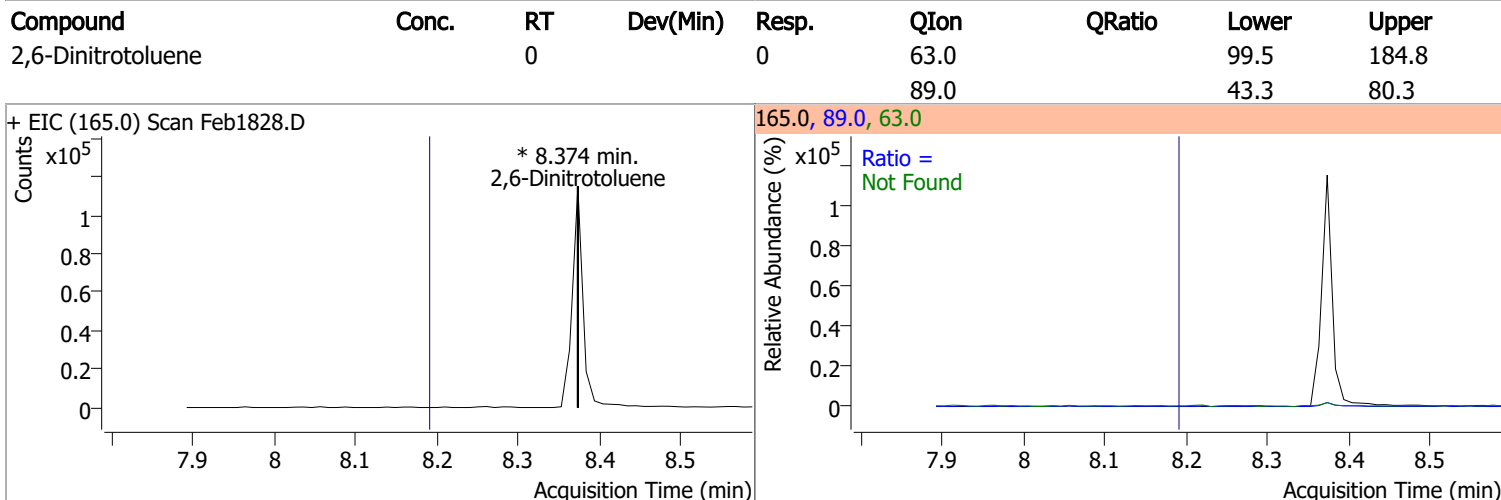 Compound Conc. RT Dev(Min) Resp. QIon QRatio Lower Upper
2,6-Dinitrotoluene 0 0 63.0 99.5 184.8
89.0 43.3 80.3
+ EIC (165.0) Scan Feb1828.D
Counts
x10⁵
* 8.374 min.
2,6-Dinitrotoluene
1
0.8
0.6
0.4
0.2
0
7.9 8 8.1 8.2 8.3 8.4 8.5
Acquisition Time (min)
165.0, 89.0, 63.0
Relative Abundance (%)
x10⁵
Ratio =
Not Found
1
0.8
0.6
0.4
0.2
0
7.9 8 8.1 8.2 8.3 8.4 8.5
Acquisition Time (min)